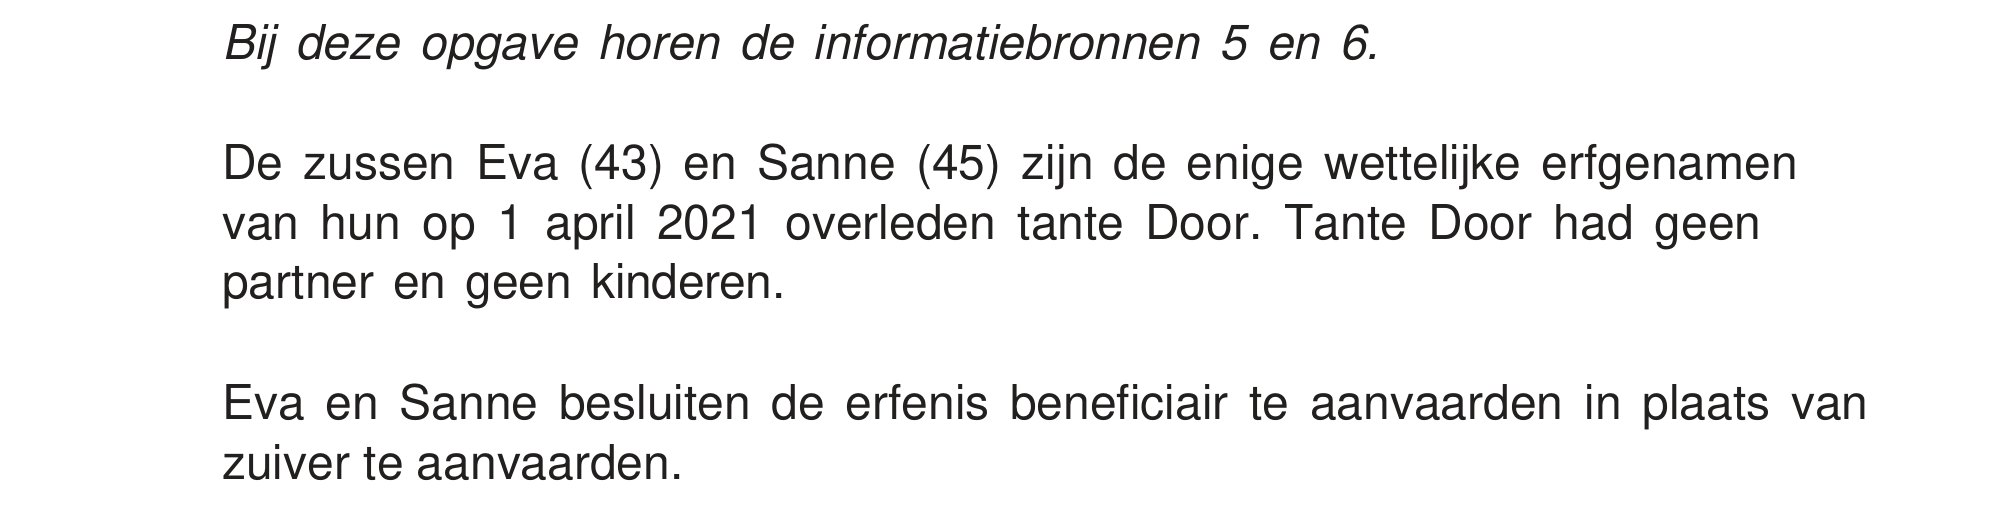 Bij deze opgave horen de informatiebronnen 5 en 6.
De zussen Eva (43) en Sanne (45) zijn de enige wettelijke erfgenamen
van hun op 1 april 2021 overleden tante Door. Tante Door had geen
partner en geen kinderen.
Eva en Sanne besluiten de erfenis beneficiair te aanvaarden in plaats van
zuiver te aanvaarden.